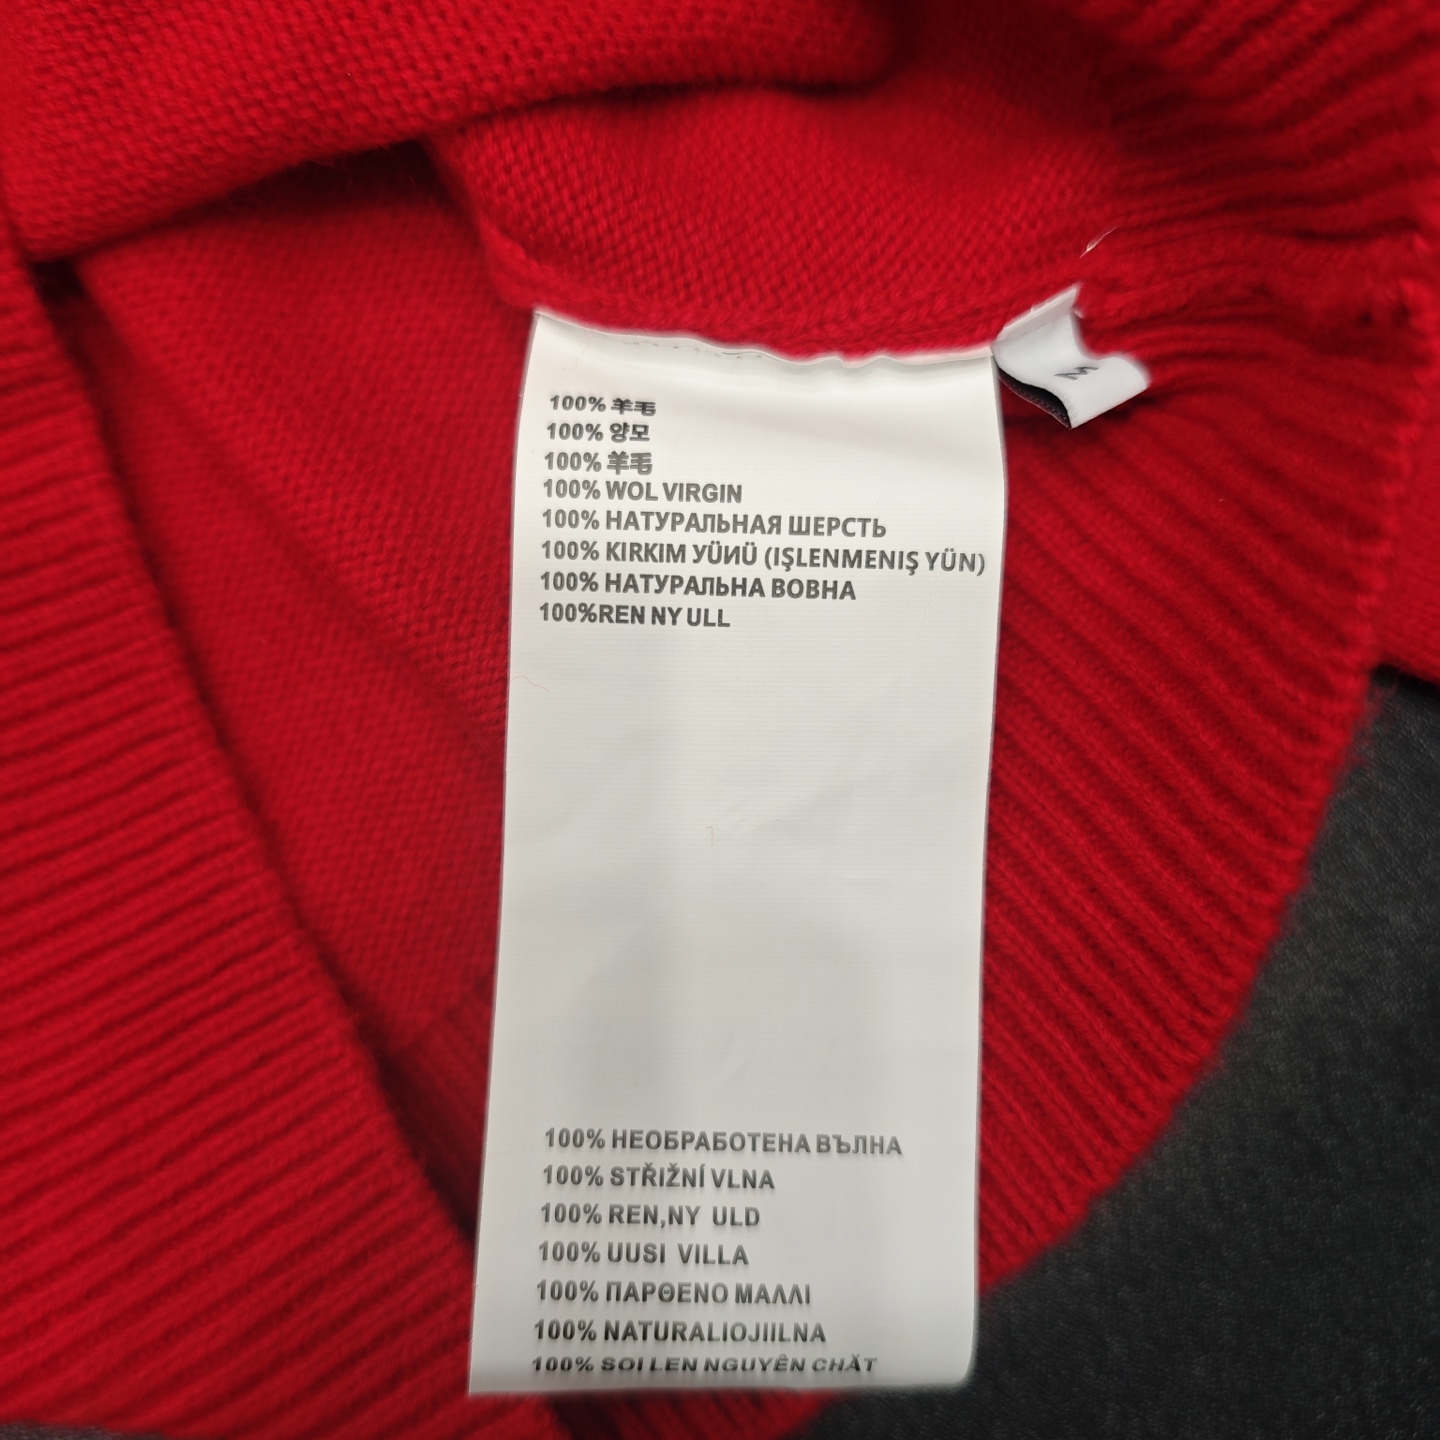 100% 羊毛
100% 양모
100% 羊毛
100% WOL VIRGIN
100% НАТУРАЛЬНАЯ ШЕРСТЬ
100% KIRKIM УÜИÜ (IŞLENMENIŞ YÜN)
100% НАТУРАЛЬНА ВОВНА
100%REN NY ULL
100% НЕОБРАБОТЕНА ВЪЛНА
100% STŘIŽNÍ VLNA
100% REN,NY ULD
100% UUSI VILLA
100% ΠΑΡΘΕΝΟ ΜΑΛΛΙ
100% NATURALIOJIILNA
100% SOI LEN NGUYÊN CHẤT
M